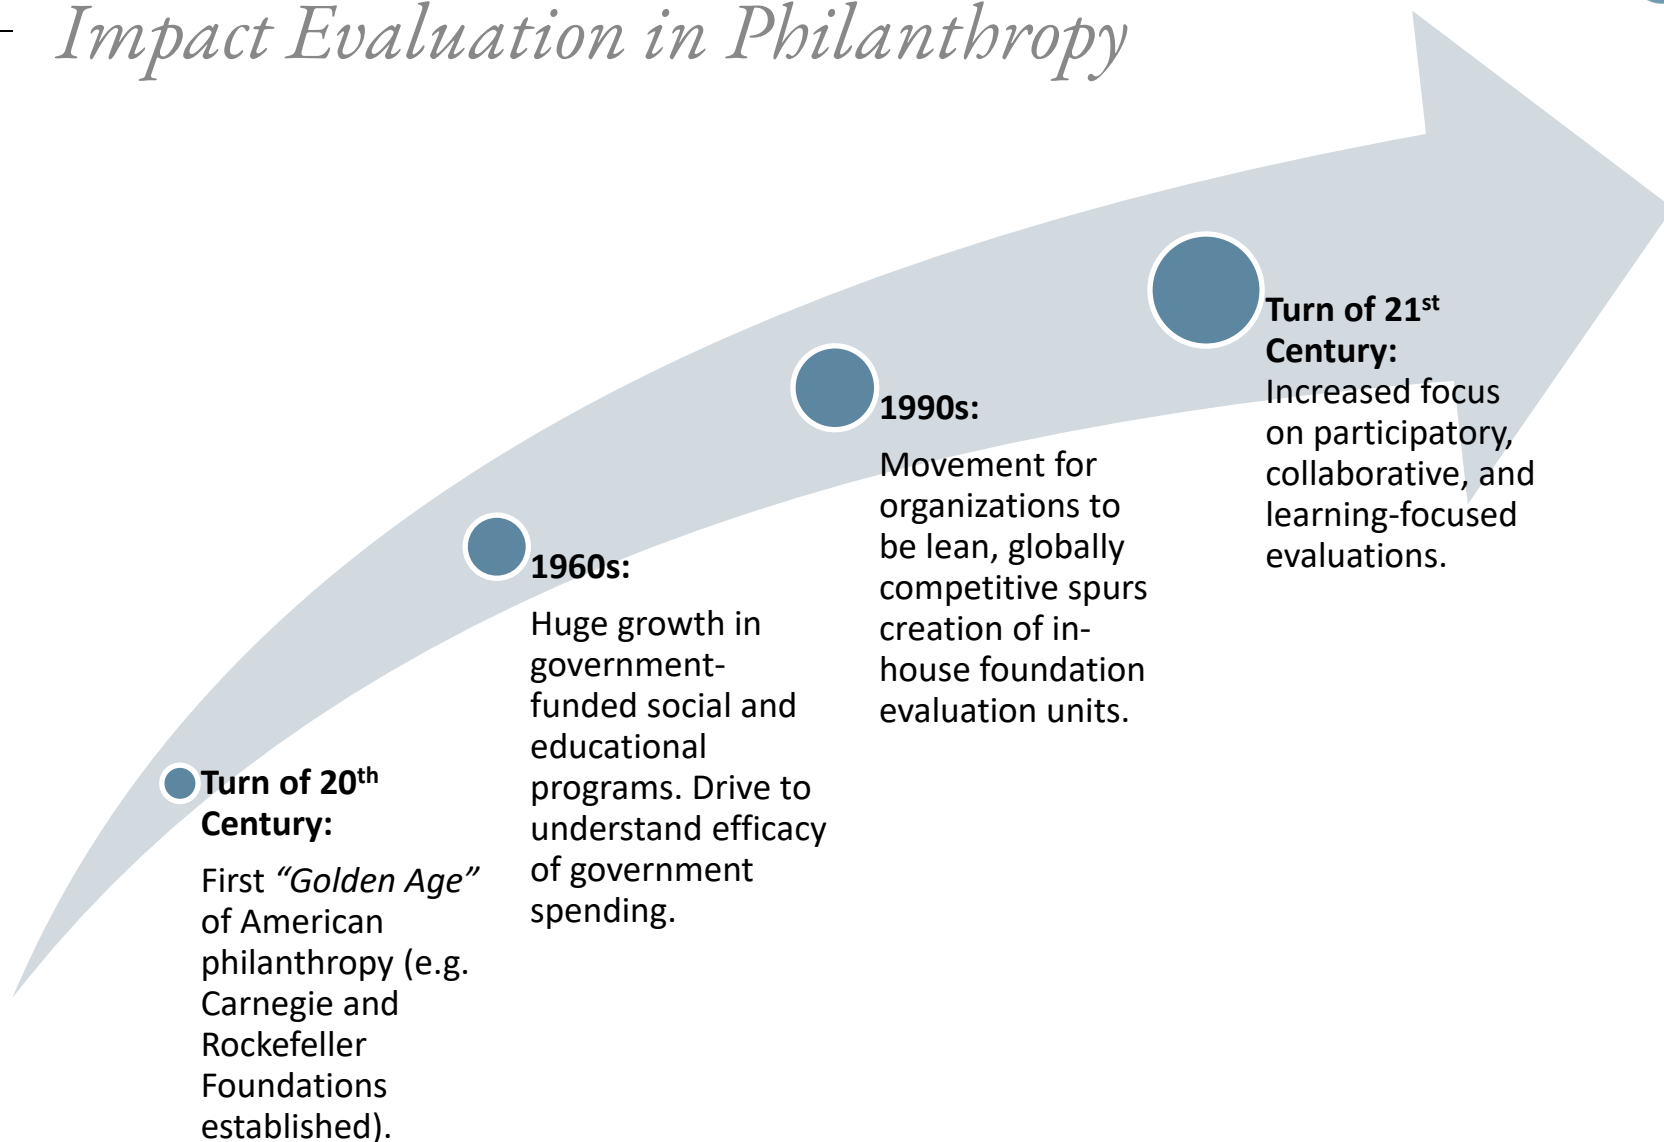 Impact Evaluation in Philanthropy
Turn of 20th
Century:
First “Golden Age”
of American
philanthropy (e.g.
Carnegie and
Rockefeller
Foundations
established).
1960s:
Huge growth in
government-
funded social and
educational
programs. Drive to
understand efficacy
of government
spending.
1990s:
Movement for
organizations to
be lean, globally
competitive spurs
creation of in-
house foundation
evaluation units.
Turn of 21st
Century:
Increased focus
on participatory,
collaborative, and
learning-focused
evaluations.